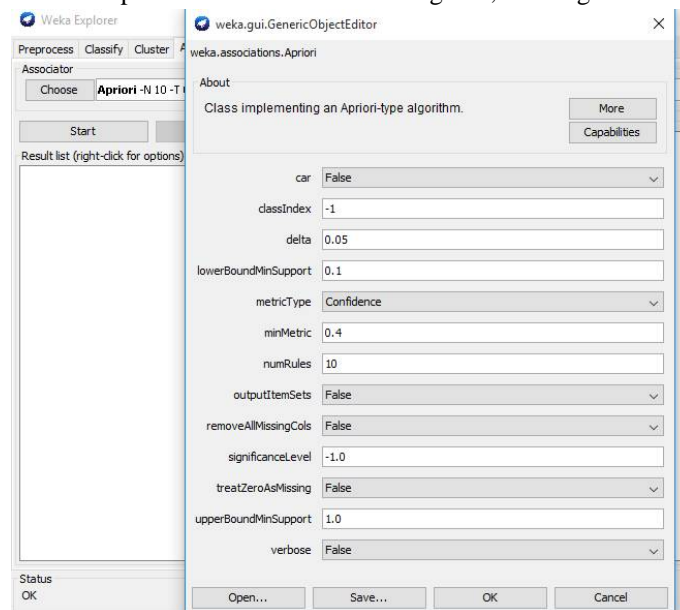 Weka Explorer
Preprocess Classify Cluster
Associator
Choose Apriori -N 10 -T
Start
Result list (right-click for options)
Status
OK
weka.gui.GenericObjectEditor
weka.associations.Apriori
About
Class implementing an Apriori-type algorithm.
More
Capabilities
car False
classIndex -1
delta 0.05
lowerBoundMinSupport 0.1
metricType Confidence
minMetric 0.4
numRules 10
outputItemSets False
removeAllMissingCols False
significanceLevel -1.0
treatZeroAsMissing False
upperBoundMinSupport 1.0
verbose False
Open... Save... OK Cancel